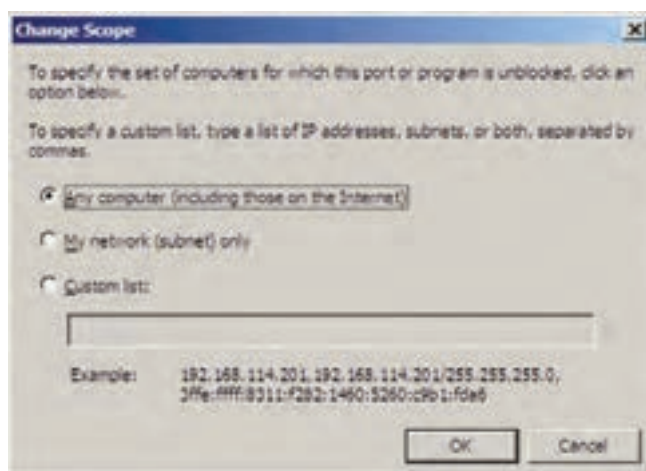 Change Scope
To specify the set of computers for which this port or program is unblocked, click an
option below.
To specify a custom list, type a list of IP addresses, subnets, or both, separated by
commas.
Any computer (including those on the Internet)
My network (subnet) only
Custom list:
Example: 192.168.114.201,192.168.114.201/255.255.255.0,
3ffe:ffff:8311:f282:1460:5260:c9b1:fda6
OK Cancel